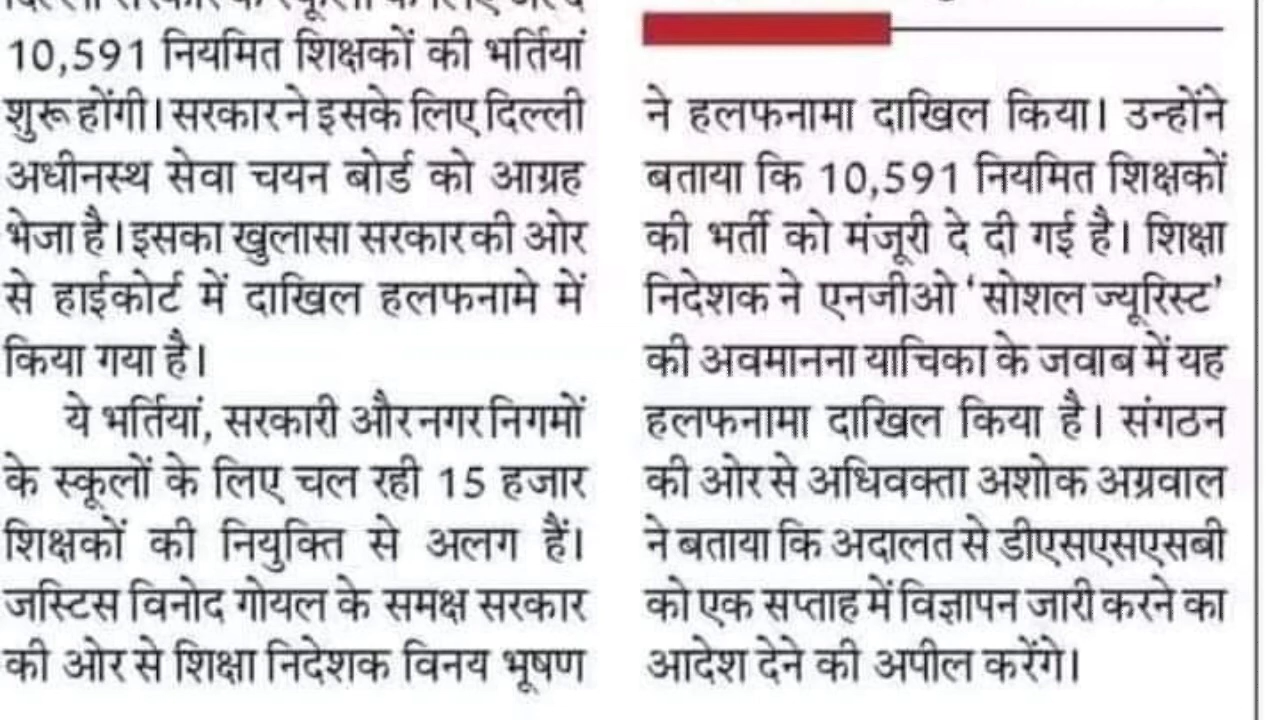 10,591 नियमित शिक्षकों की भर्तियां
शुरू होंगी। सरकार ने इसके लिए दिल्ली
अधीनस्थ सेवा चयन बोर्ड को आग्रह
भेजा है। इसका खुलासा सरकार की ओर
से हाईकोर्ट में दाखिल हलफनामे में
किया गया है।
ये भर्तियां, सरकारी और नगर निगमों
के स्कूलों के लिए चल रही 15 हजार
शिक्षकों की नियुक्ति से अलग हैं।
जस्टिस विनोद गोयल के समक्ष सरकार
की ओर से शिक्षा निदेशक विनय भूषण
ने हलफनामा दाखिल किया। उन्होंने
बताया कि 10,591 नियमित शिक्षकों
की भर्ती को मंजूरी दे दी गई है। शिक्षा
निदेशक ने एनजीओ ‘सोशल ज्यूरिस्ट’
की अवमानना याचिका के जवाब में यह
हलफनामा दाखिल किया है। संगठन
की ओर से अधिवक्ता अशोक अग्रवाल
ने बताया कि अदालत से डीएसएसएसबी
को एक सप्ताह में विज्ञापन जारी करने का
आदेश देने की अपील करेंगे।